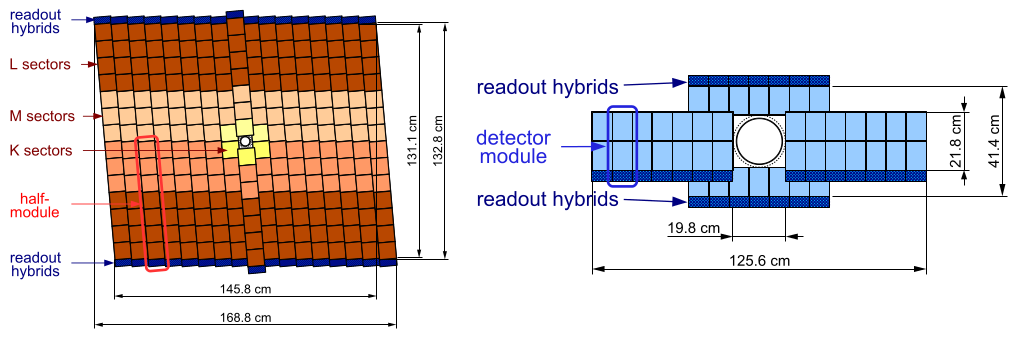 readout
hybrids
L sectors
M sectors
K sectors
half-
module
readout
hybrids
131.1 cm
132.8 cm
145.8 cm
168.8 cm
readout hybrids
detector
module
readout hybrids
21.8 cm
41.4 cm
19.8 cm
125.6 cm